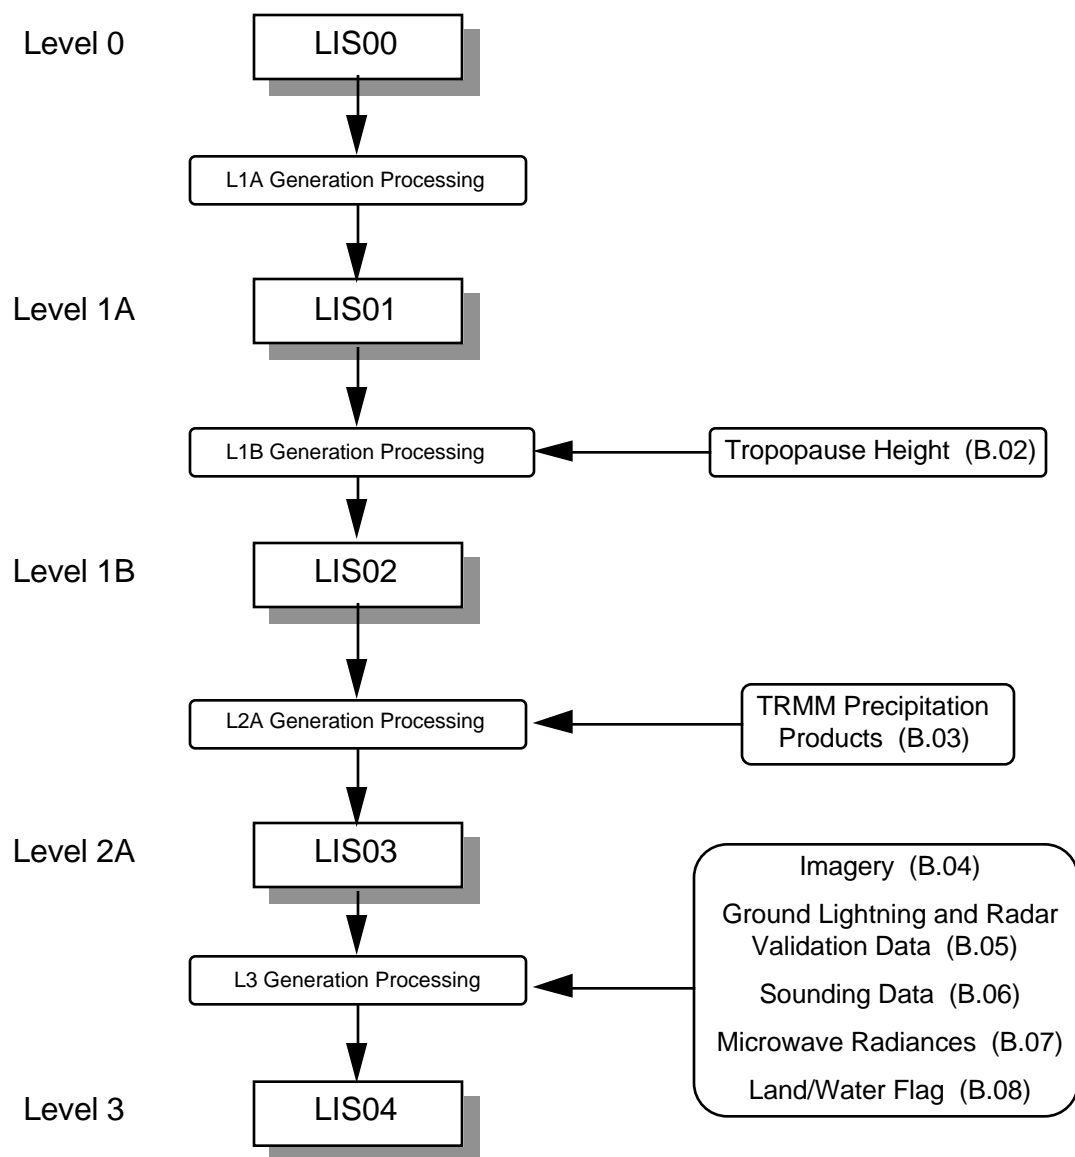 Level 0
LIS00
L1A Generation Processing
Level 1A
LIS01
L1B Generation Processing
Tropopause Height (B.02)
Level 1B
LIS02
L2A Generation Processing
TRMM Precipitation
Products (B.03)
Level 2A
LIS03
Imagery (B.04)
Ground Lightning and Radar
Validation Data (B.05)
Sounding Data (B.06)
Microwave Radiances (B.07)
Land/Water Flag (B.08)
L3 Generation Processing
Level 3
LIS04